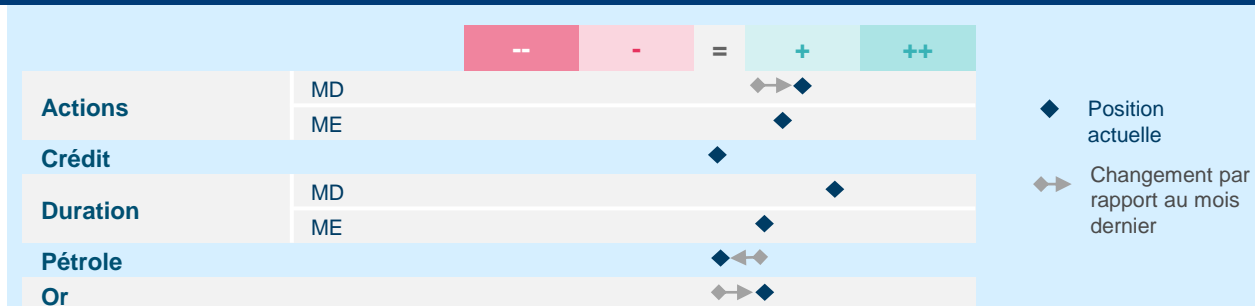 -- - = + ++
Actions
MD
ME
Crédit
Duration
MD
ME
Pétrole
Or
Position
actuelle
Changement par
rapport au mois
dernier